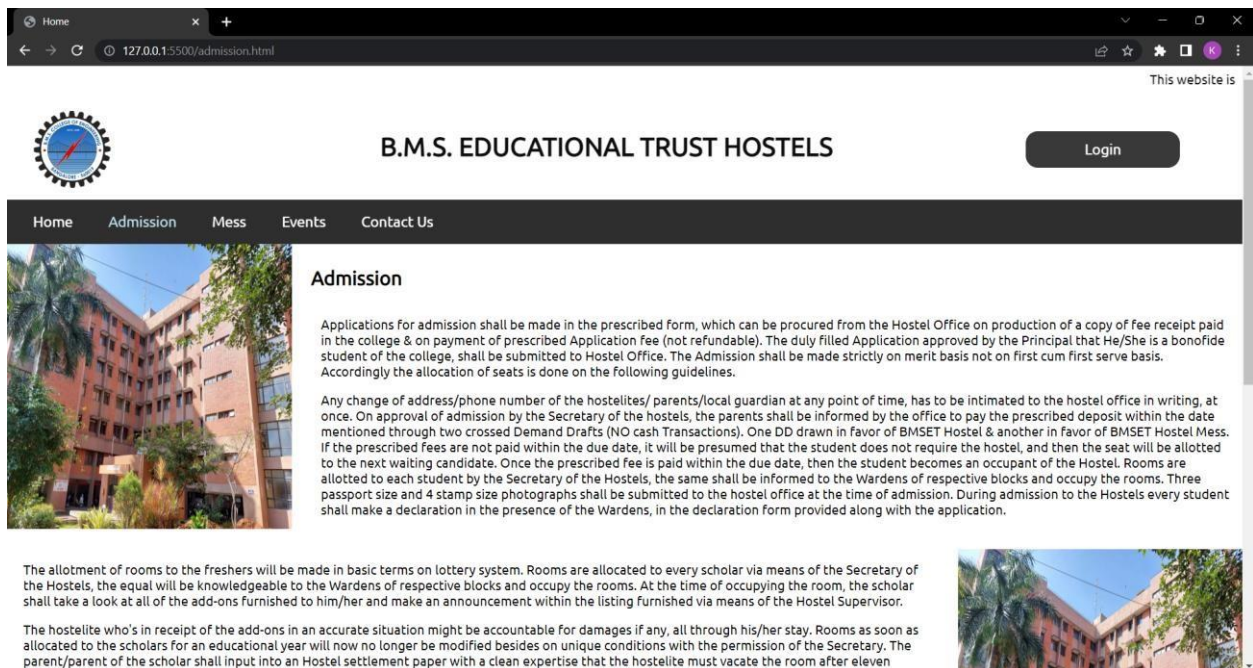 Home
127.0.0.1:5500/admission.html
K
This website is
B.M.S. EDUCATIONAL TRUST HOSTELS
Login
Home Admission Mess Events Contact Us
Admission
Applications for admission shall be made in the prescribed form, which can be procured from the Hostel Office on production of a copy of fee receipt paid
in the college & on payment of prescribed Application fee (not refundable). The duly filled Application approved by the Principal that He/She is a bonofide
student of the college, shall be submitted to Hostel Office. The Admission shall be made strictly on merit basis not on first cum first serve basis.
Accordingly the allocation of seats is done on the following guidelines.
Any change of address/phone number of the hostelites/ parents/local guardian at any point of time, has to be intimated to the hostel office in writing, at
once. On approval of admission by the Secretary of the hostels, the parents shall be informed by the office to pay the prescribed deposit within the date
mentioned through two crossed Demand Drafts (NO cash Transactions). One DD drawn in favor of BMSET Hostel & another in favor of BMSET Hostel Mess.
If the prescribed fees are not paid within the due date, it will be presumed that the student does not require the hostel, and then the seat will be allotted
to the next waiting candidate. Once the prescribed fee is paid within the due date, then the student becomes an occupant of the Hostel. Rooms are
allotted to each student by the Secretary of the Hostels, the same shall be informed to the Wardens of respective blocks and occupy the rooms. Three
passport size and 4 stamp size photographs shall be submitted to the hostel office at the time of admission. During admission to the Hostels every student
shall make a declaration in the presence of the Wardens, in the declaration form provided along with the application.
The allotment of rooms to the freshers will be made in basic terms on lottery system. Rooms are allocated to every scholar via means of the Secretary of
the Hostels, the equal will be knowledgeable to the Wardens of respective blocks and occupy the rooms. At the time of occupying the room, the scholar
shall take a look at all of the add-ons furnished to him/her and make an announcement within the listing furnished via means of the Hostel Supervisor.
The hostelite who's in receipt of the add-ons in an accurate situation might be accountable for damages if any, all through his/her stay. Rooms as soon as
allocated to the scholars for an educational year will now no longer be modified besides on unique conditions with the permission of the Secretary. The
parent/parent of the scholar shall input into an Hostel settlement paper with a clean expertise that the hostelite must vacate the room after eleven